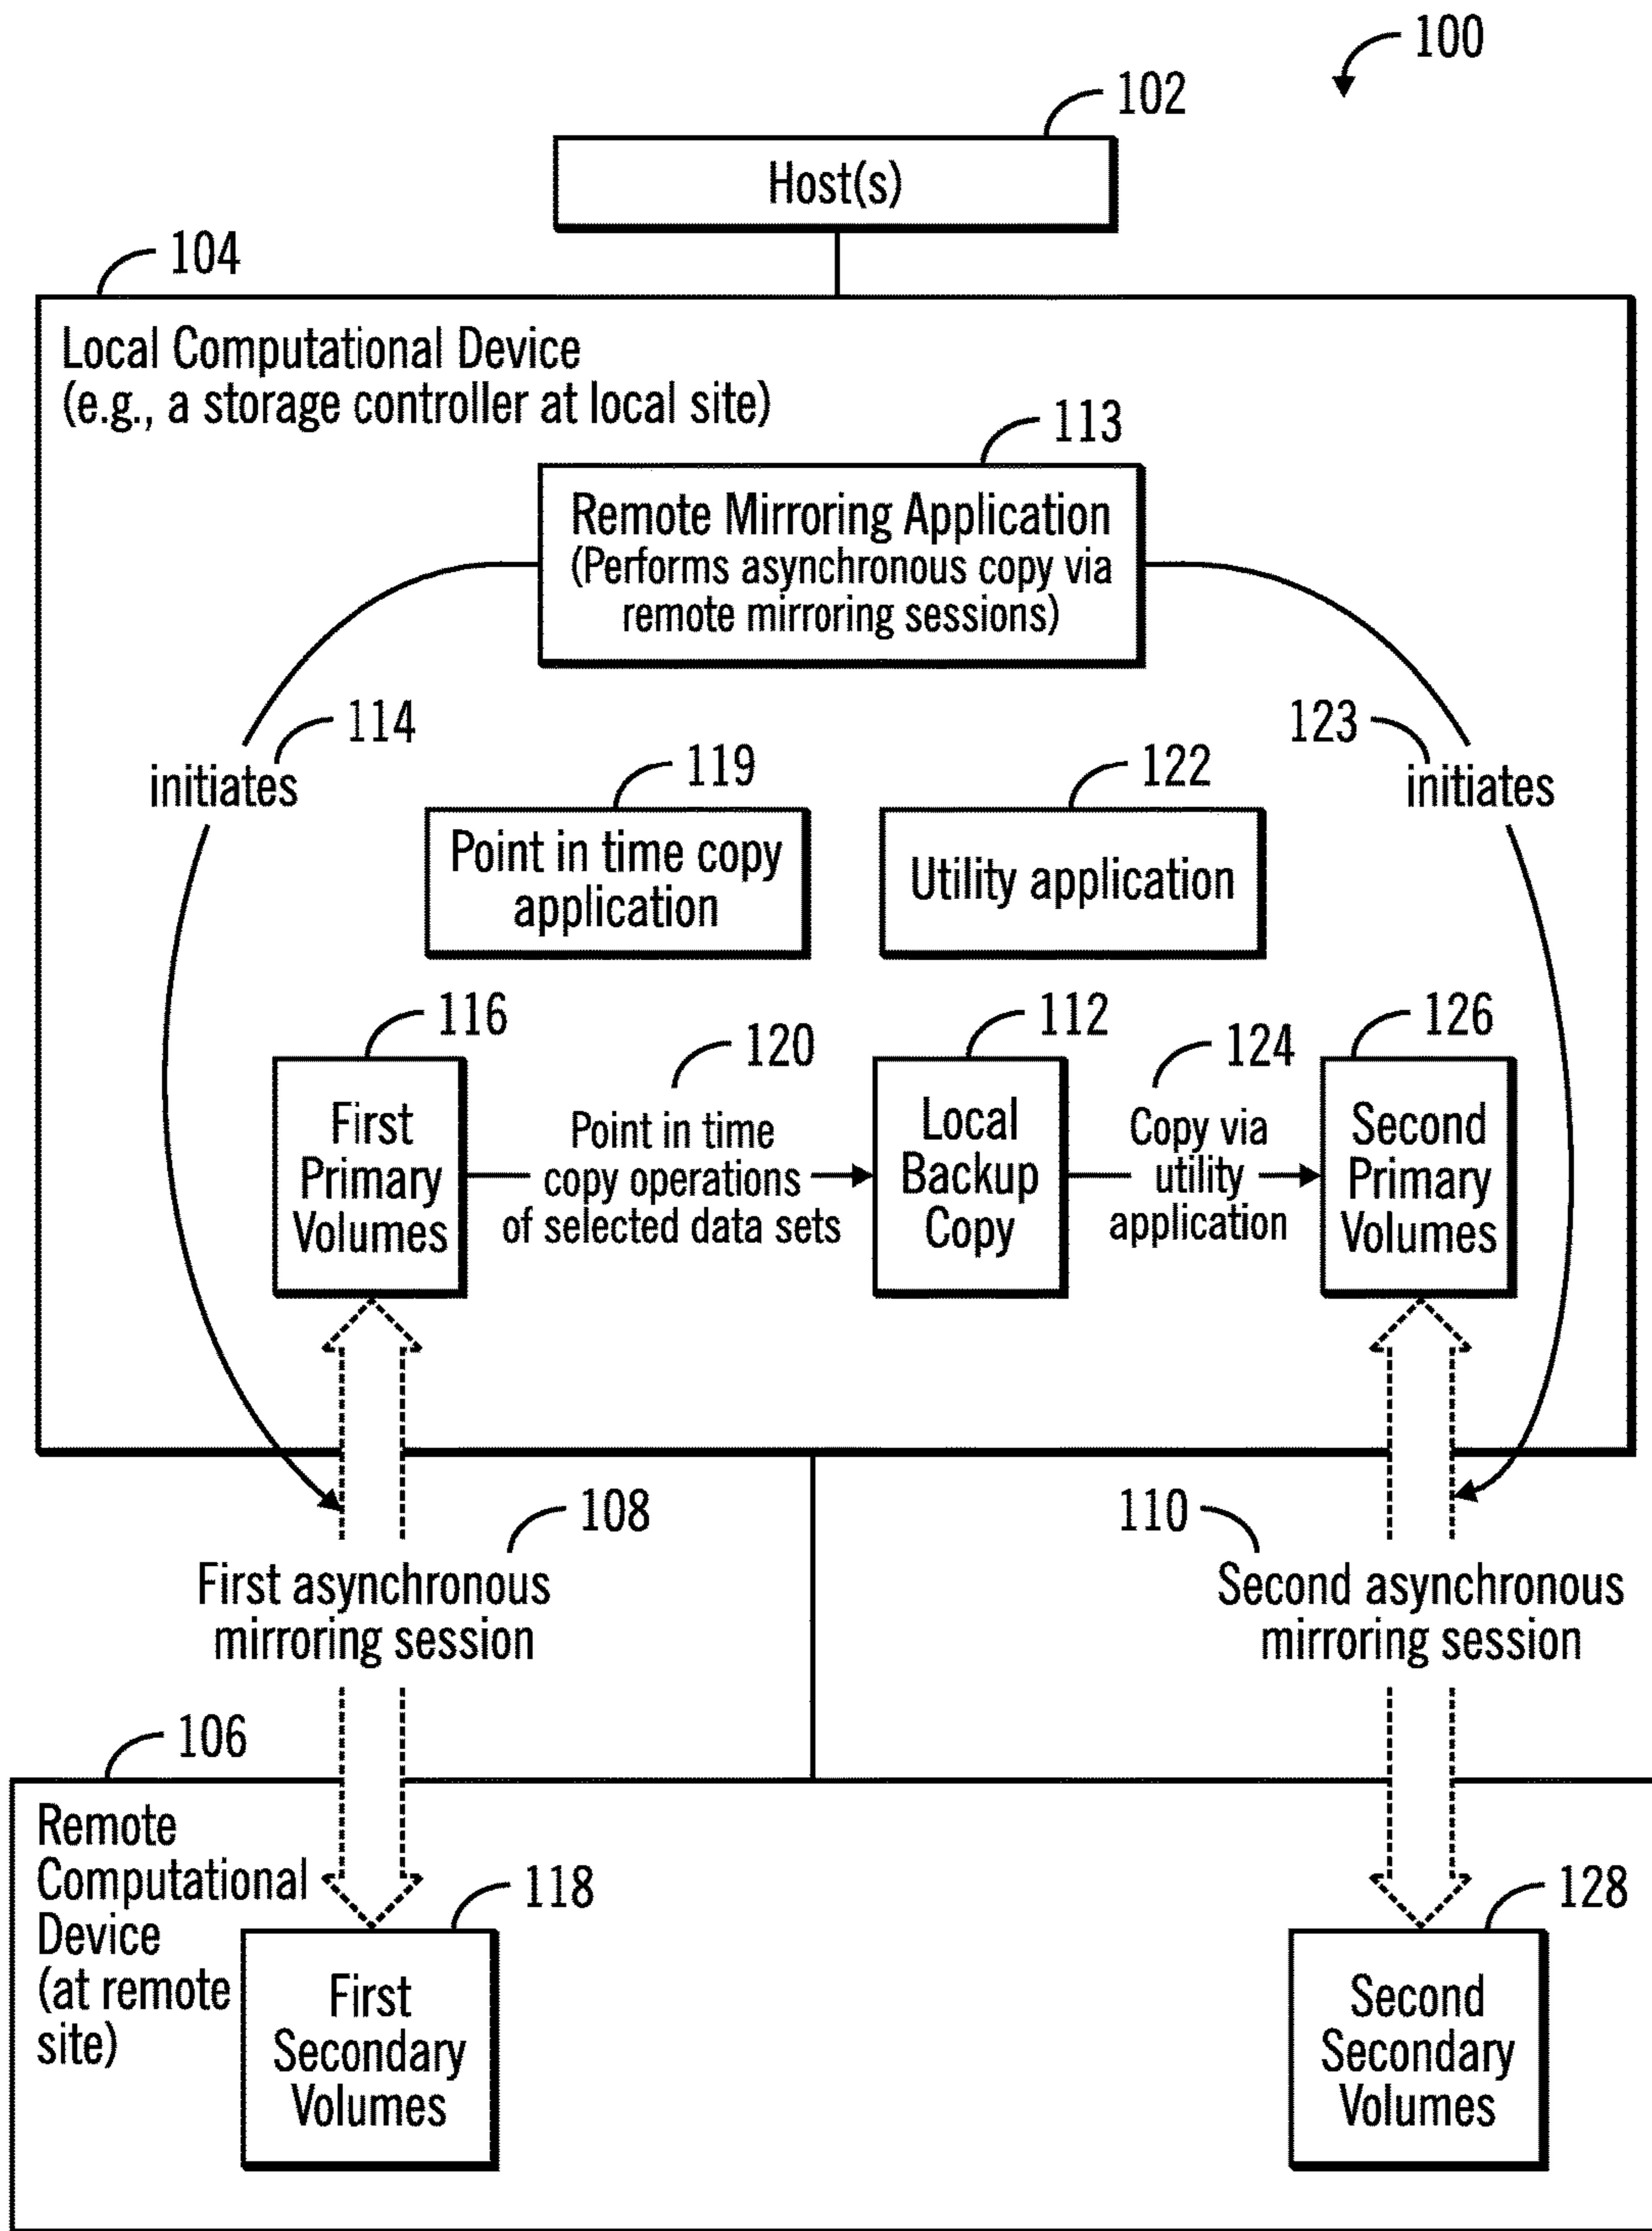 100
102
Host(s)
104
Local Computational Device
(e.g., a storage controller at local site)
113
Remote Mirroring Application
(Performs asynchronous copy via
remote mirroring sessions)
114
initiates
123
initiates
119
Point in time copy
application
122
Utility application
116
First
Primary
Volumes
120
Point in time
copy operations
of selected data sets
112
Local
Backup
Copy
124
Copy via
utility
application
126
Second
Primary
Volumes
108
First asynchronous
mirroring session
110
Second asynchronous
mirroring session
106
Remote
Computational
Device
(at remote
site)
118
First
Secondary
Volumes
128
Second
Secondary
Volumes